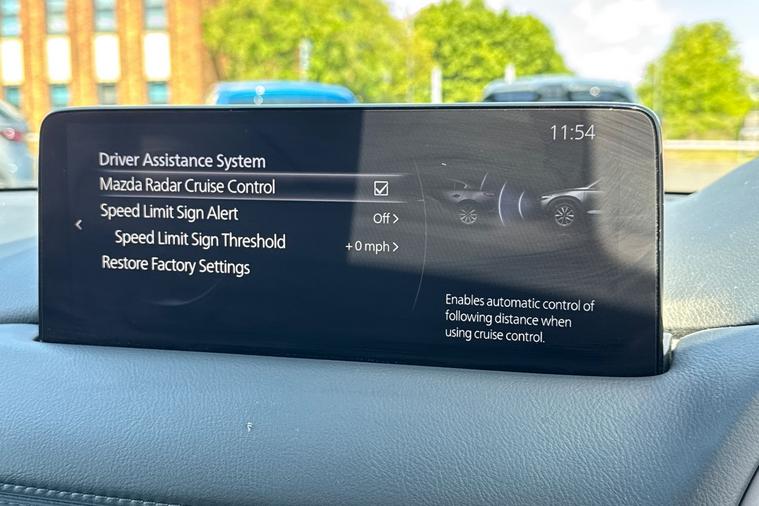 11:54
Driver Assistance System
Mazda Radar Cruise Control
Speed Limit Sign Alert Off >
Speed Limit Sign Threshold +0 mph >
Restore Factory Settings
Enables automatic control of
following distance when
using cruise control.